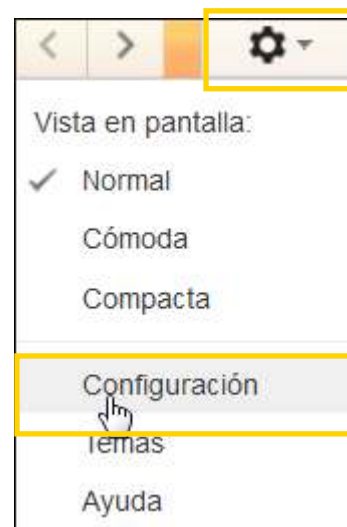 Vista en pantalla:
Normal
Cómoda
Compacta
Configuración
Temas
Ayuda